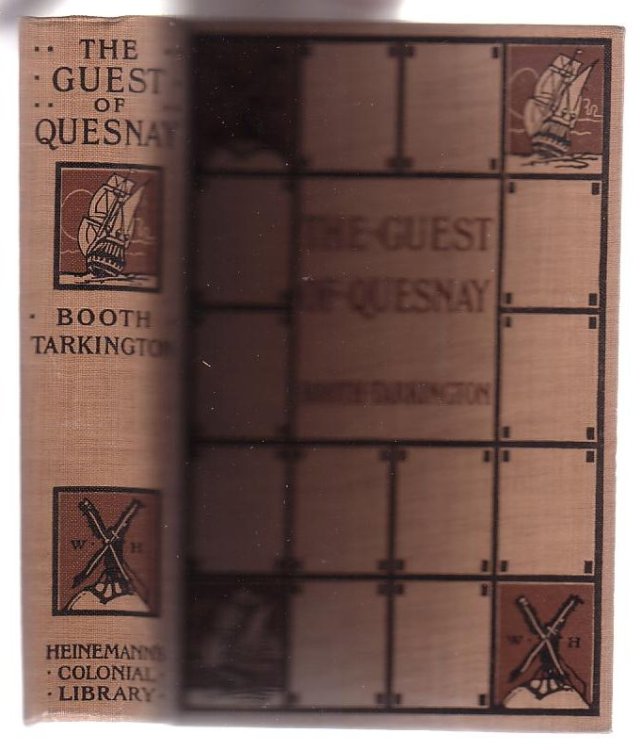 THE
GUEST
OF
QUESNAY
BOOTH
TARKINGTON
W H
HEINEMANN'S
COLONIAL
LIBRARY
THE GUEST
OF QUESNAY
BOOTH TARKINGTON
W H